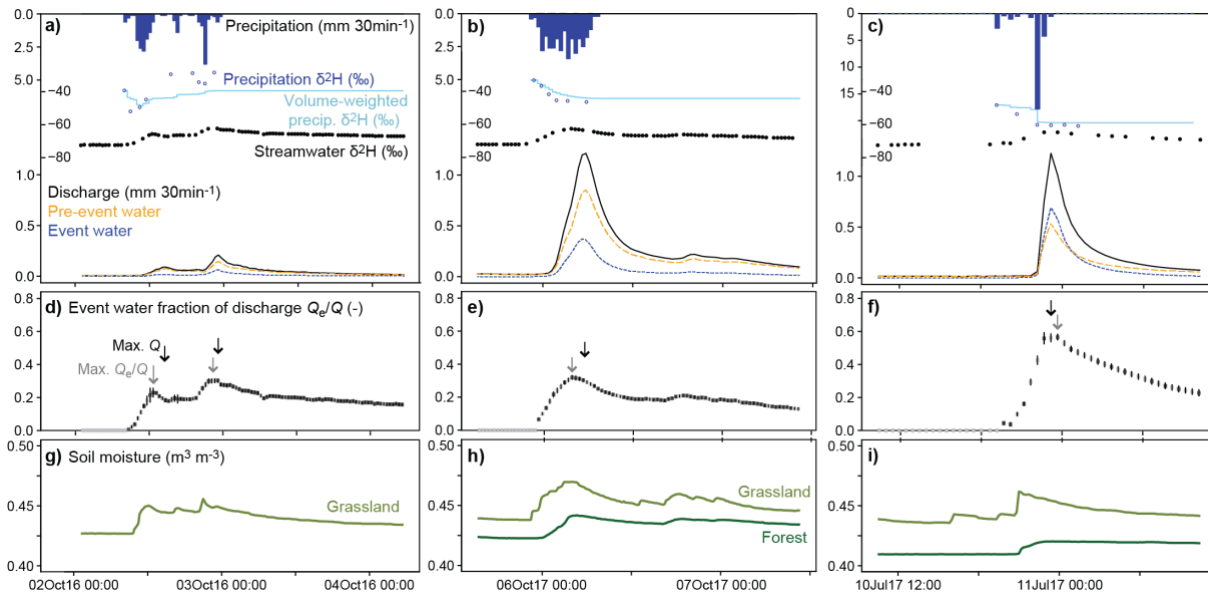 a) Precipitation (mm 30min-1)
0.0
2.5
5.0
Precipitation δ²H (‰)
−40
Volume-weighted
precip. δ²H (‰)
−60
Streamwater δ²H (‰)
−80
1.0
Discharge (mm 30min-1)
Pre-event water
Event water
0.5
0.0
b)
0.0
2.5
5.0
−40
−60
−80
1.0
0.5
0.0
c)
0
5
10
15
−40
−60
−80
1.0
0.5
0.0
d) Event water fraction of discharge Qe/Q (-)
0.8
0.6
Max. Q
Max. Qe/Q
0.4
0.2
0.0
e)
0.8
0.6
0.4
0.2
0.0
f)
0.8
0.6
0.4
0.2
0.0
g) Soil moisture (m³ m-³)
0.50
Grassland
0.45
0.40
02Oct16 00:00 03Oct16 00:00 04Oct16 00:00
h)
0.50
Grassland
0.45
Forest
0.40
06Oct17 00:00 07Oct17 00:00
i)
0.50
0.45
0.40
10Jul17 12:00 11Jul17 00:00